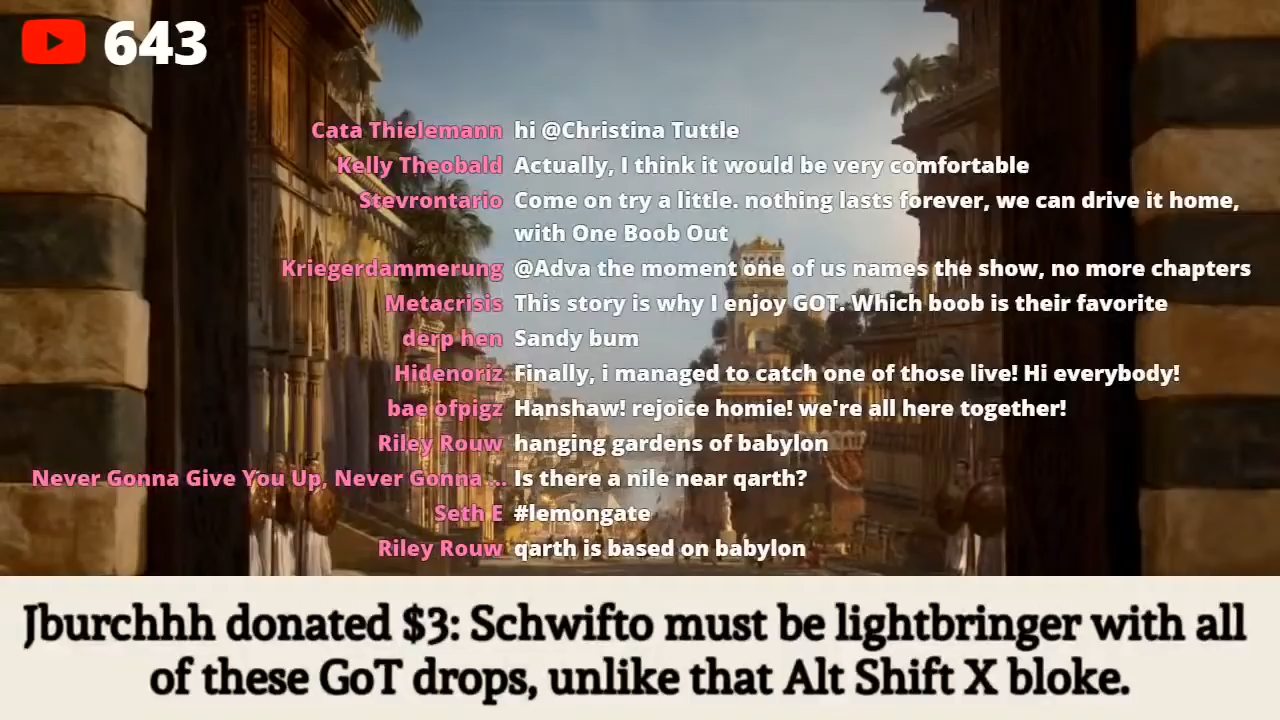 643
Cata Thielemann hi @Christina Tuttle
Kelly Theobald Actually, I think it would be very comfortable
Stevrontario Come on try a little. nothing lasts forever, we can drive it home,
with One Boob Out
Kriegerdammerung @Adva the moment one of us names the show, no more chapters
Metacrisis This story is why I enjoy GOT. Which boob is their favorite
derp hen Sandy bum
Hidenoriz Finally, i managed to catch one of those live! Hi everybody!
bae ofpigz Hanshaw! rejoice homie! we're all here together!
Riley Rouw hanging gardens of babylon
Never Gonna Give You Up, Never Gonna ... Is there a nile near qarth?
Seth E #lemongate
Riley Rouw qarth is based on babylon
Jburchhh donated $3: Schwifto must be lightbringer with all
of these GoT drops, unlike that Alt Shift X bloke.